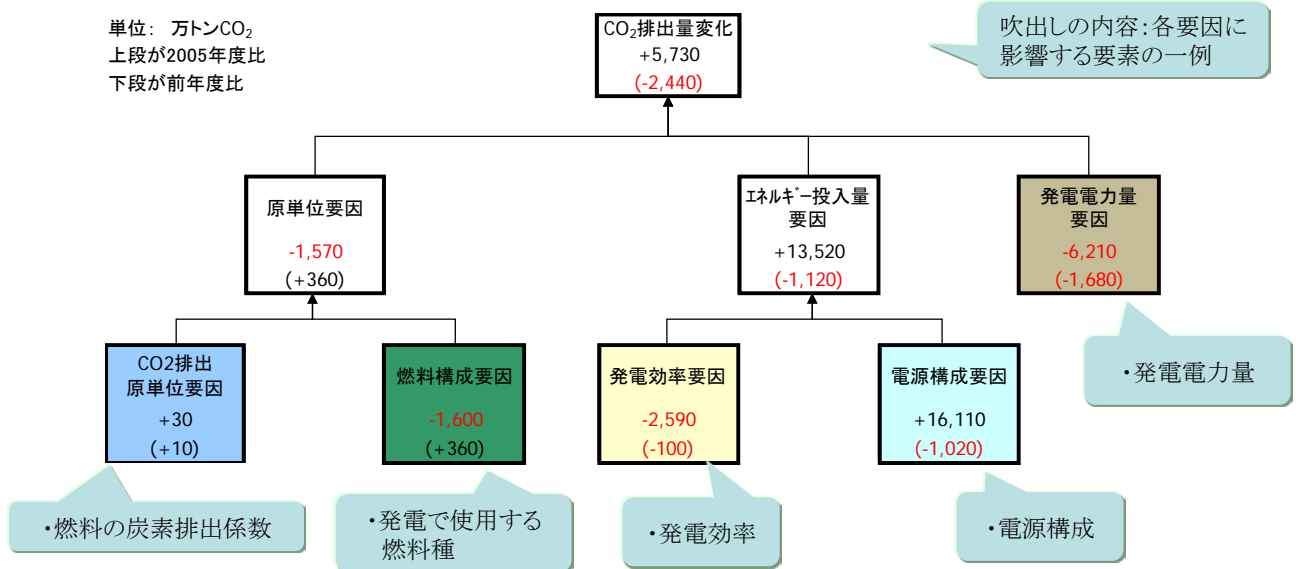 単位: 万トンCO₂
上段が2005年度比
下段が前年度比
CO₂排出量変化
+5,730
(-2,440)
吹出しの内容:各要因に
影響する要素の一例
原単位要因
-1,570
(+360)
エネルギー投入量
要因
+13,520
(-1,120)
発電電力量
要因
-6,210
(-1,680)
CO2排出
原単位要因
+30
(+10)
燃料構成要因
-1,600
(+360)
発電効率要因
-2,590
(-100)
電源構成要因
+16,110
(-1,020)
・発電電力量
・燃料の炭素排出係数
・発電で使用する
燃料種
・発電効率
・電源構成